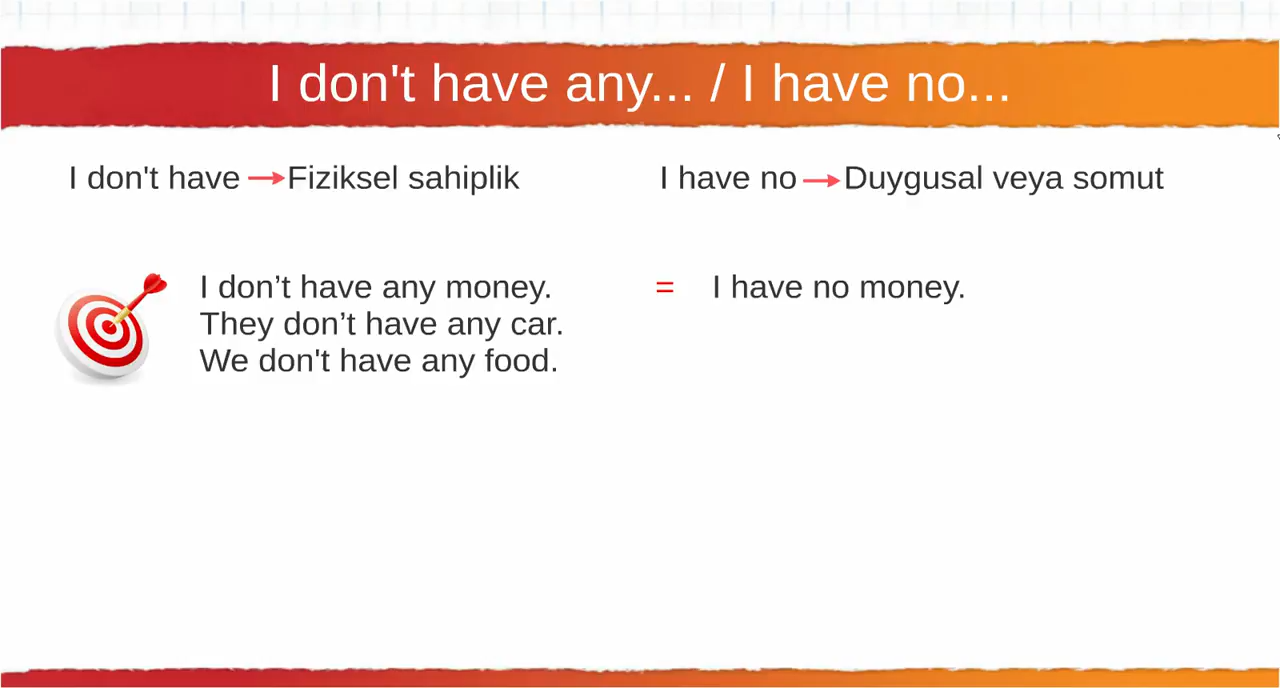 I don't have any... / I have no...
I don't have → Fiziksel sahiplik
I have no → Duygusal veya somut
I don’t have any money. = I have no money.
They don’t have any car.
We don't have any food.